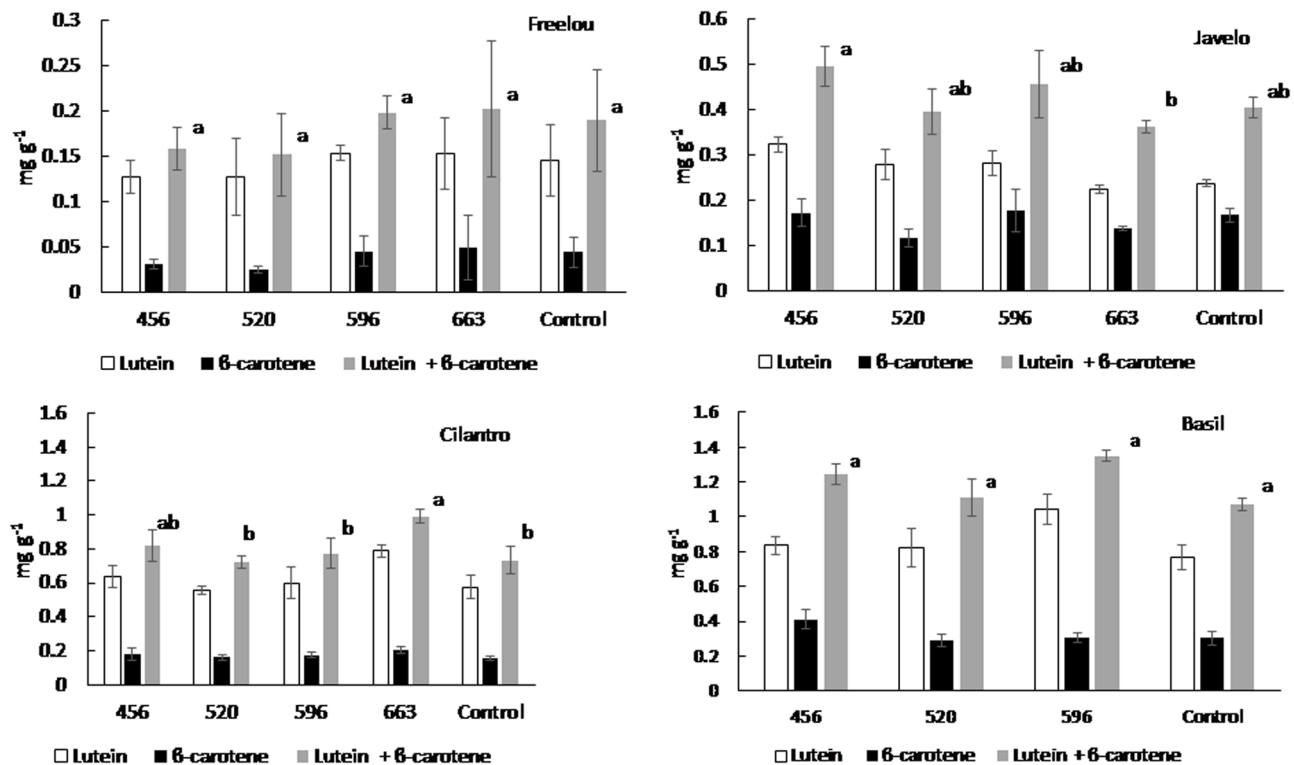 Freelou
0.3
0.25
0.2
0.15
0.1
0.05
0
mg g-1
a a a a a
456 520 596 663 Control
Lutein ϐ-carotene Lutein + ϐ-carotene
Javelo
0.6
0.5
0.4
0.3
0.2
0.1
0
mg g-1
a ab ab b ab
456 520 596 663 Control
Lutein ϐ-carotene Lutein + ϐ-carotene
Cilantro
1.6
1.4
1.2
1
0.8
0.6
0.4
0.2
0
mg g-1
ab b b a b
456 520 596 663 Control
Lutein ϐ-carotene Lutein + ϐ-carotene
Basil
1.6
1.4
1.2
1
0.8
0.6
0.4
0.2
0
mg g-1
a a a a
456 520 596 Control
Lutein ϐ-carotene Lutein + ϐ-carotene